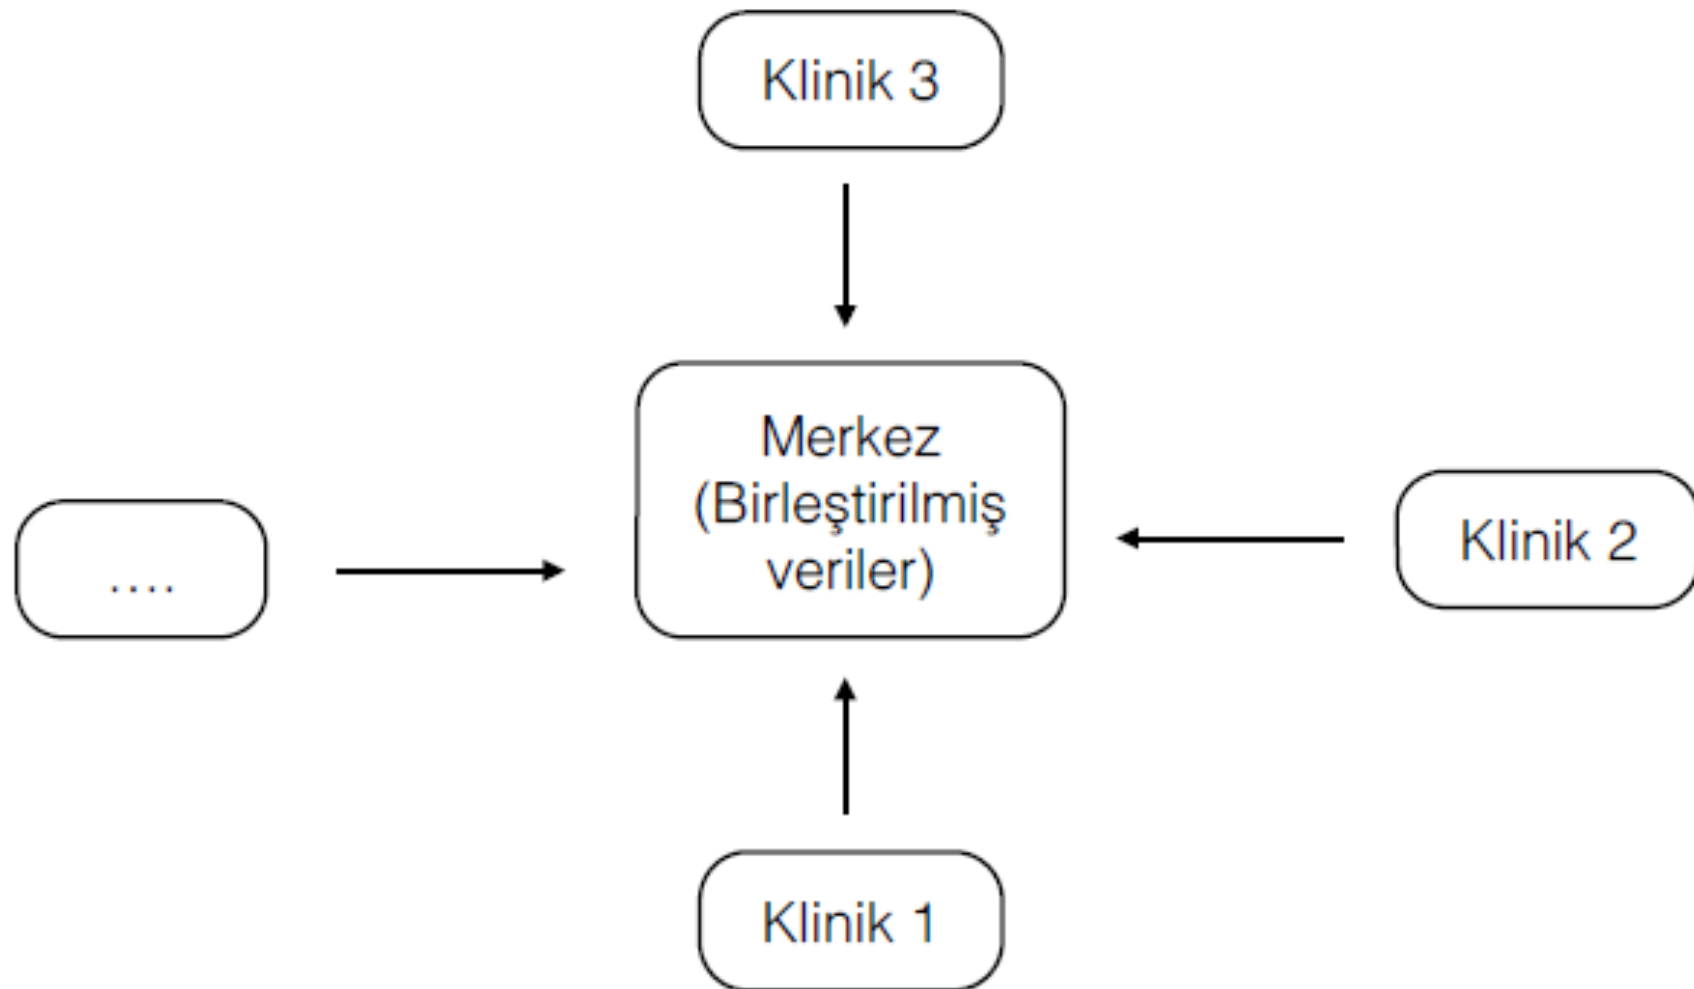 Klinik 3
Merkez
(Birleştirilmiş
veriler)
....
Klinik 2
Klinik 1